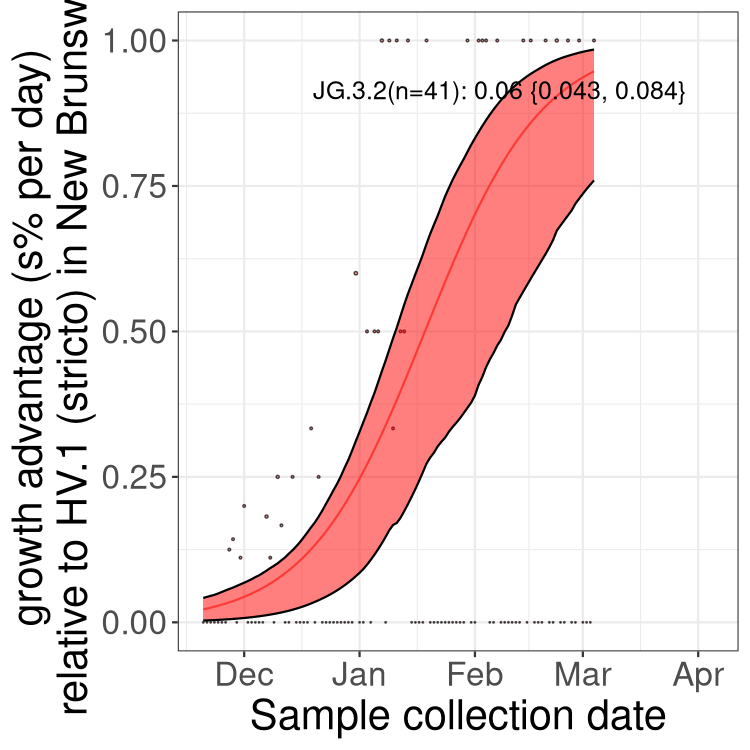 growth advantage (s% per day)
relative to HV.1 (stricto) in New Brunsw
1.00
0.75
0.50
0.25
0.00
JG.3.2(n=41): 0.06 {0.043, 0.084}
Dec Jan Feb Mar Apr
Sample collection date